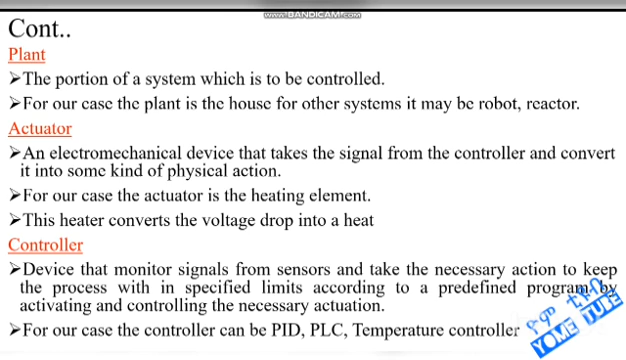 www.BANDICAM.com
Cont..
Plant
➤The portion of a system which is to be controlled.
➤For our case the plant is the house for other systems it may be robot, reactor.
Actuator
➤An electromechanical device that takes the signal from the controller and convert
it into some kind of physical action.
➤For our case the actuator is the heating element.
➤This heater converts the voltage drop into a heat
Controller
➤Device that monitor signals from sensors and take the necessary action to keep
the process with in specified limits according to a predefined program by
activating and controlling the necessary actuation.
➤For our case the controller can be PID, PLC, Temperature controller
YOME TUBE